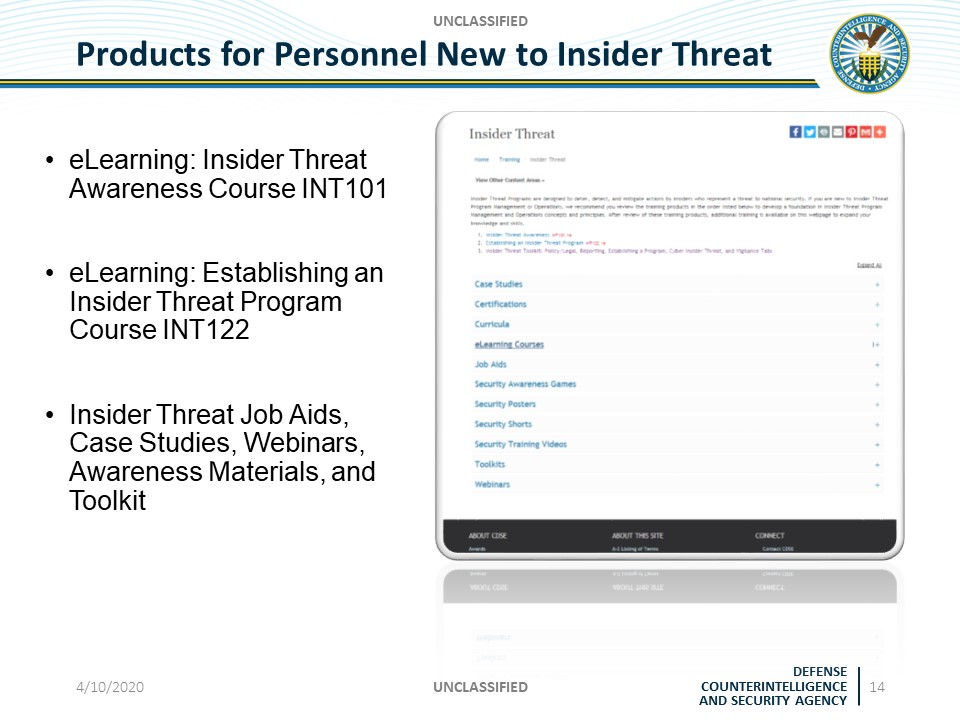 UNCLASSIFIED
Products for Personnel New to Insider Threat
DEFENSE COUNTERINTELLIGENCE AND SECURITY AGENCY
• eLearning: Insider Threat
Awareness Course INT101
• eLearning: Establishing an
Insider Threat Program
Course INT122
• Insider Threat Job Aids,
Case Studies, Webinars,
Awareness Materials, and
Toolkit
Insider Threat
Home Training Insider Threat
View Other Content Areas
Insider Threat Programs are designed to deter, detect, and mitigate actions by insiders who represent a threat to national security. If you are new to Insider Threat
Program Management or Operations, we recommend you review the training products in the order listed below to develop a foundation in Insider Threat Program
Management and Operations concepts and principles. After review of these training products, additional training is available on this webpage to expand your
knowledge and skills.
1. Insider Threat Awareness
2. Establishing an Insider Threat Program
3. Insider Threat Toolkit: Policy/Legal, Reporting, Establishing a Program, Cyber Insider Threat, and Vigilance Tabs
Expand All
Case Studies +
Certifications +
Curricula +
eLearning Courses +
Job Aids +
Security Awareness Games +
Security Posters +
Security Shorts +
Security Training Videos +
Toolkits +
Webinars +
ABOUT CDSE ABOUT THIS SITE CONNECT
Awards A-Z Listing of Terms Contact CDSE
4/10/2020
UNCLASSIFIED
DEFENSE
COUNTERINTELLIGENCE
AND SECURITY AGENCY
14